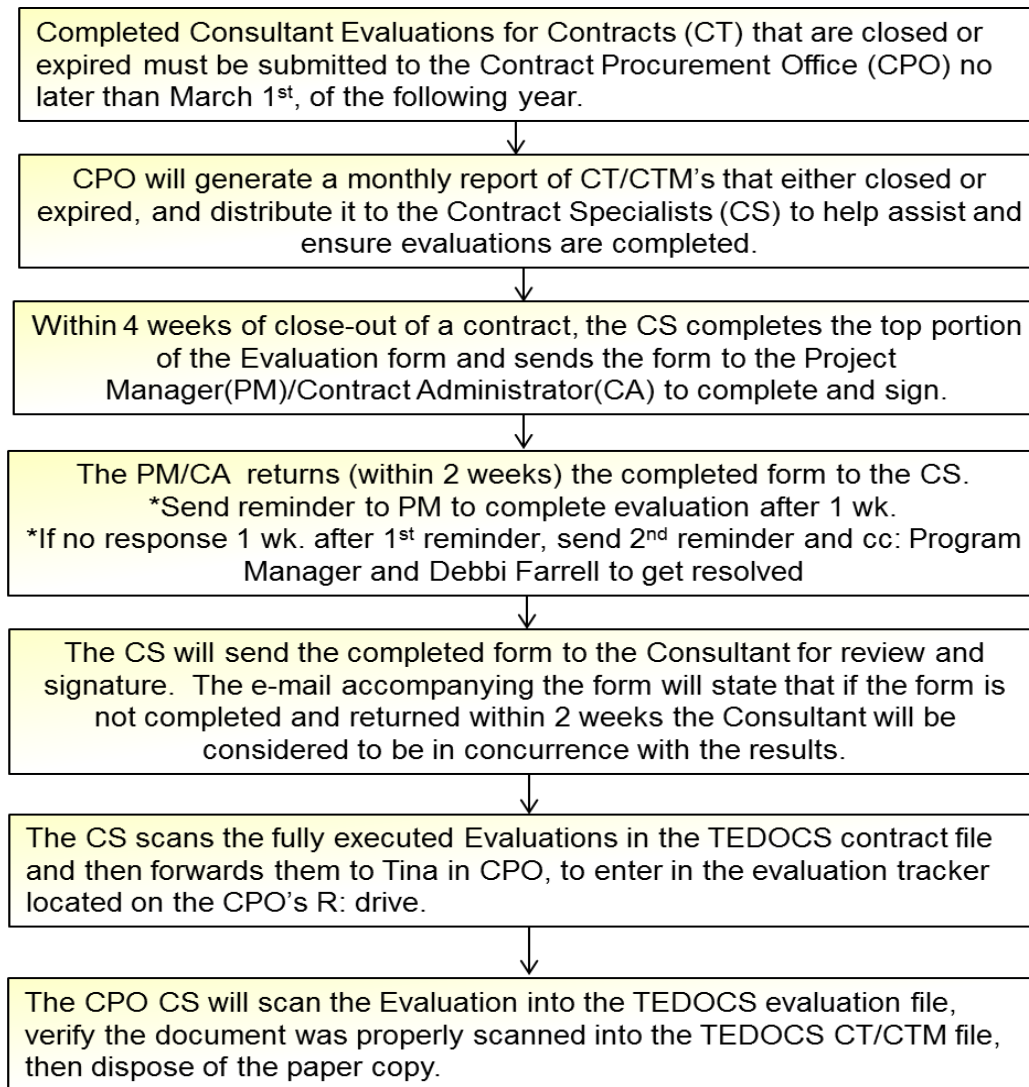 Completed Consultant Evaluations for Contracts (CT) that are closed or
expired must be submitted to the Contract Procurement Office (CPO) no
later than March 1st, of the following year.
CPO will generate a monthly report of CT/CTM's that either closed or
expired, and distribute it to the Contract Specialists (CS) to help assist and
ensure evaluations are completed.
Within 4 weeks of close-out of a contract, the CS completes the top portion
of the Evaluation form and sends the form to the Project
Manager(PM)/Contract Administrator(CA) to complete and sign.
The PM/CA returns (within 2 weeks) the completed form to the CS.
*Send reminder to PM to complete evaluation after 1 wk.
*If no response 1 wk. after 1st reminder, send 2nd reminder and cc: Program
Manager and Debbi Farrell to get resolved
The CS will send the completed form to the Consultant for review and
signature. The e-mail accompanying the form will state that if the form is
not completed and returned within 2 weeks the Consultant will be
considered to be in concurrence with the results.
The CS scans the fully executed Evaluations in the TEDOCS contract file
and then forwards them to Tina in CPO, to enter in the evaluation tracker
located on the CPO's R: drive.
The CPO CS will scan the Evaluation into the TEDOCS evaluation file,
verify the document was properly scanned into the TEDOCS CT/CTM file,
then dispose of the paper copy.